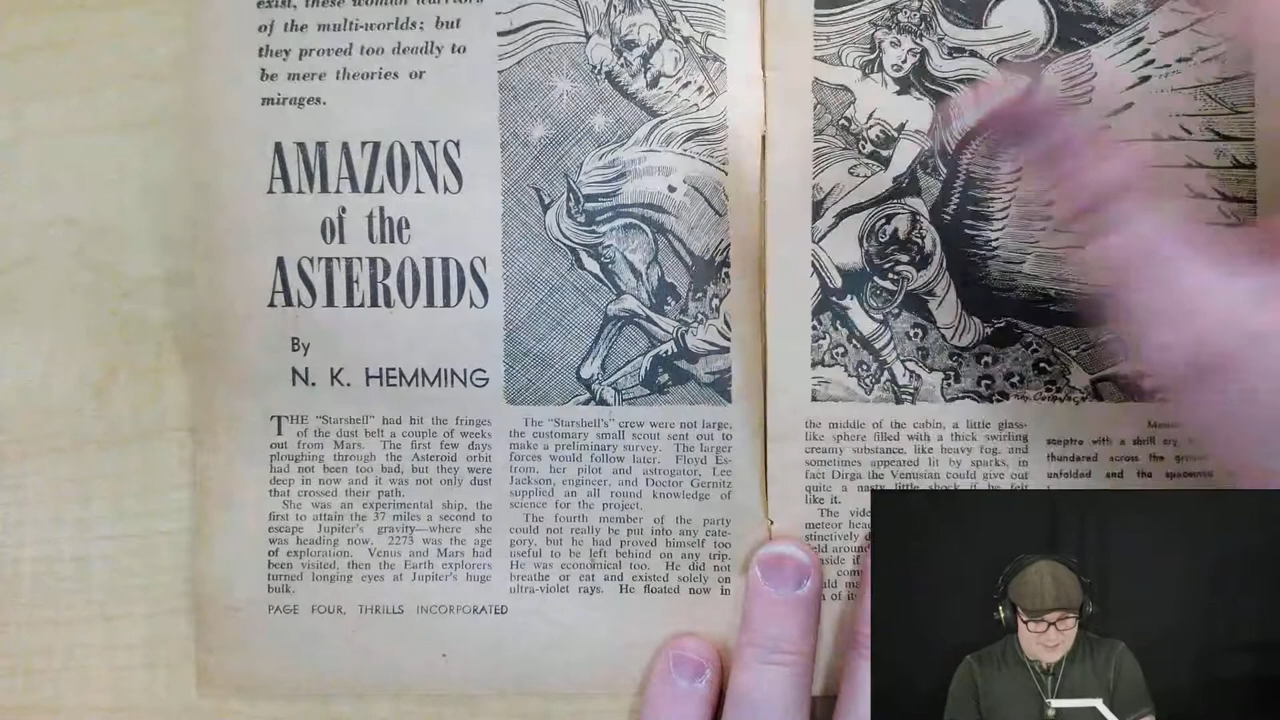 exist, these woman warriors
of the multi-worlds; but
they proved too deadly to
be mere theories or
mirages.
AMAZONS
of the
ASTEROIDS
By
N. K. HEMMING
THE "Starshell" had hit the fringes
of the dust belt a couple of weeks
out from Mars. The first few days
ploughing through the Asteroid orbit
had not been too bad, but they were
deep in now and it was not only dust
that crossed their path.
She was an experimental ship, the
first to attain the 37 miles a second to
escape Jupiter's gravity—where she
was heading now. 2273 was the age
of exploration. Venus and Mars had
been visited, then the Earth explorers
turned longing eyes at Jupiter's huge
bulk.
PAGE FOUR, THRILLS INCORPORATED
The "Starshell's" crew were not large,
the customary small scout sent out to
make a preliminary survey. The larger
forces would follow later. Floyd Es-
trom, her pilot and astrogator, Lee
Jackson, engineer, and Doctor Gernitz
supplied an all round knowledge of
science for the project.
The fourth member of the party
could not really be put into any cate-
gory, but he had proved himself too
useful to be left behind on any trip.
He was economical too. He did not
breathe or eat and existed solely on
ultra-violet rays. He floated now in
the middle of the cabin, a little glass-
like sphere filled with a thick swirling
creamy substance, like heavy fog, and
sometimes appeared lit by sparks, in
fact Dirga the Venusian could give out
quite a nasty little shock if he felt
like it.
The
meteor
around
if
of
sceptre with a shrill cry
thundered across the
unfolded and the